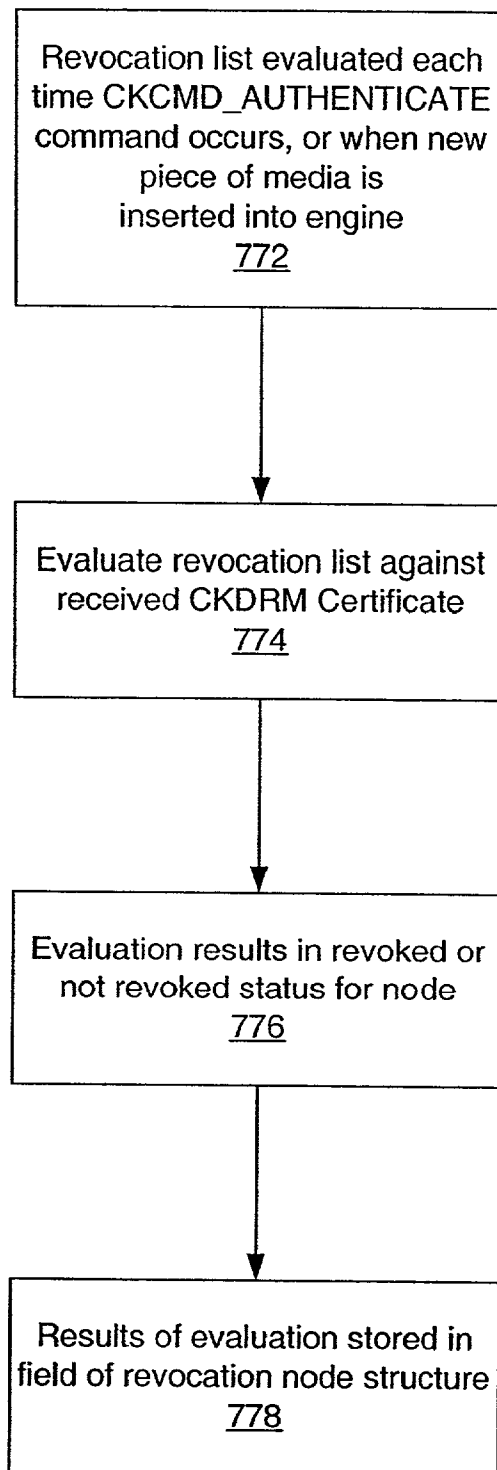 Revocation list evaluated each
time CKCMD_AUTHENTICATE
command occurs, or when new
piece of media is
inserted into engine
772
Evaluate revocation list against
received CKDRM Certificate
774
Evaluation results in revoked or
not revoked status for node
776
Results of evaluation stored in
field of revocation node structure
778